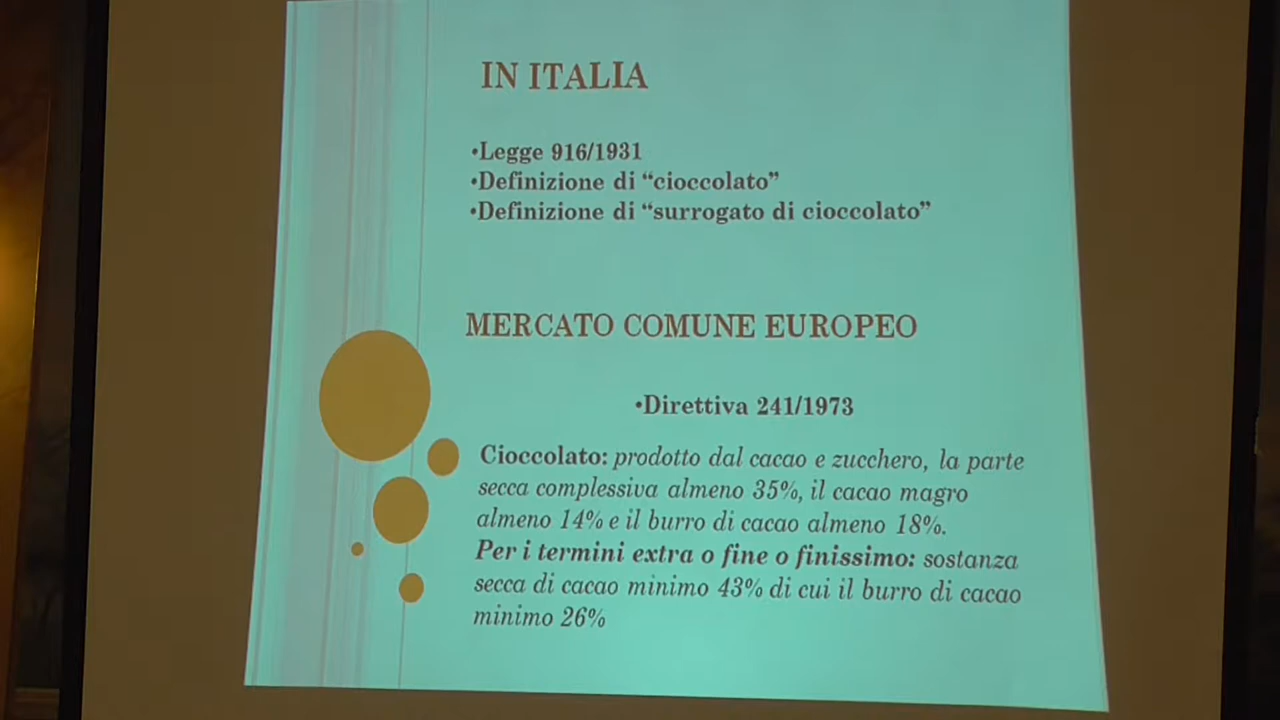 IN ITALIA
•Legge 916/1931
•Definizione di “cioccolato”
•Definizione di “surrogato di cioccolato”
MERCATO COMUNE EUROPEO
•Direttiva 241/1973
Cioccolato: prodotto dal cacao e zucchero, la parte
secca complessiva almeno 35%, il cacao magro
almeno 14% e il burro di cacao almeno 18%.
Per i termini extra o fine o finissimo: sostanza
secca di cacao minimo 43% di cui il burro di cacao
minimo 26%